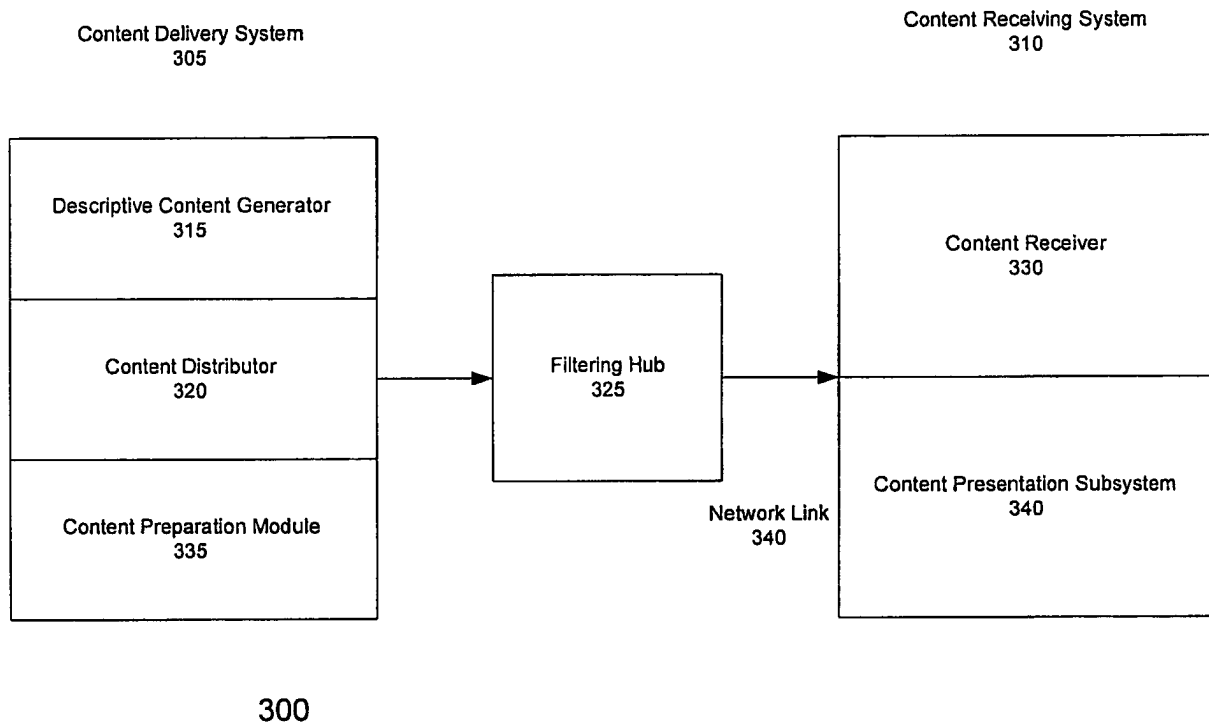 Content Delivery System
305
Content Receiving System
310
Descriptive Content Generator
315
Content Distributor
320
Content Preparation Module
335
Filtering Hub
325
Network Link
340
Content Receiver
330
Content Presentation Subsystem
340
300